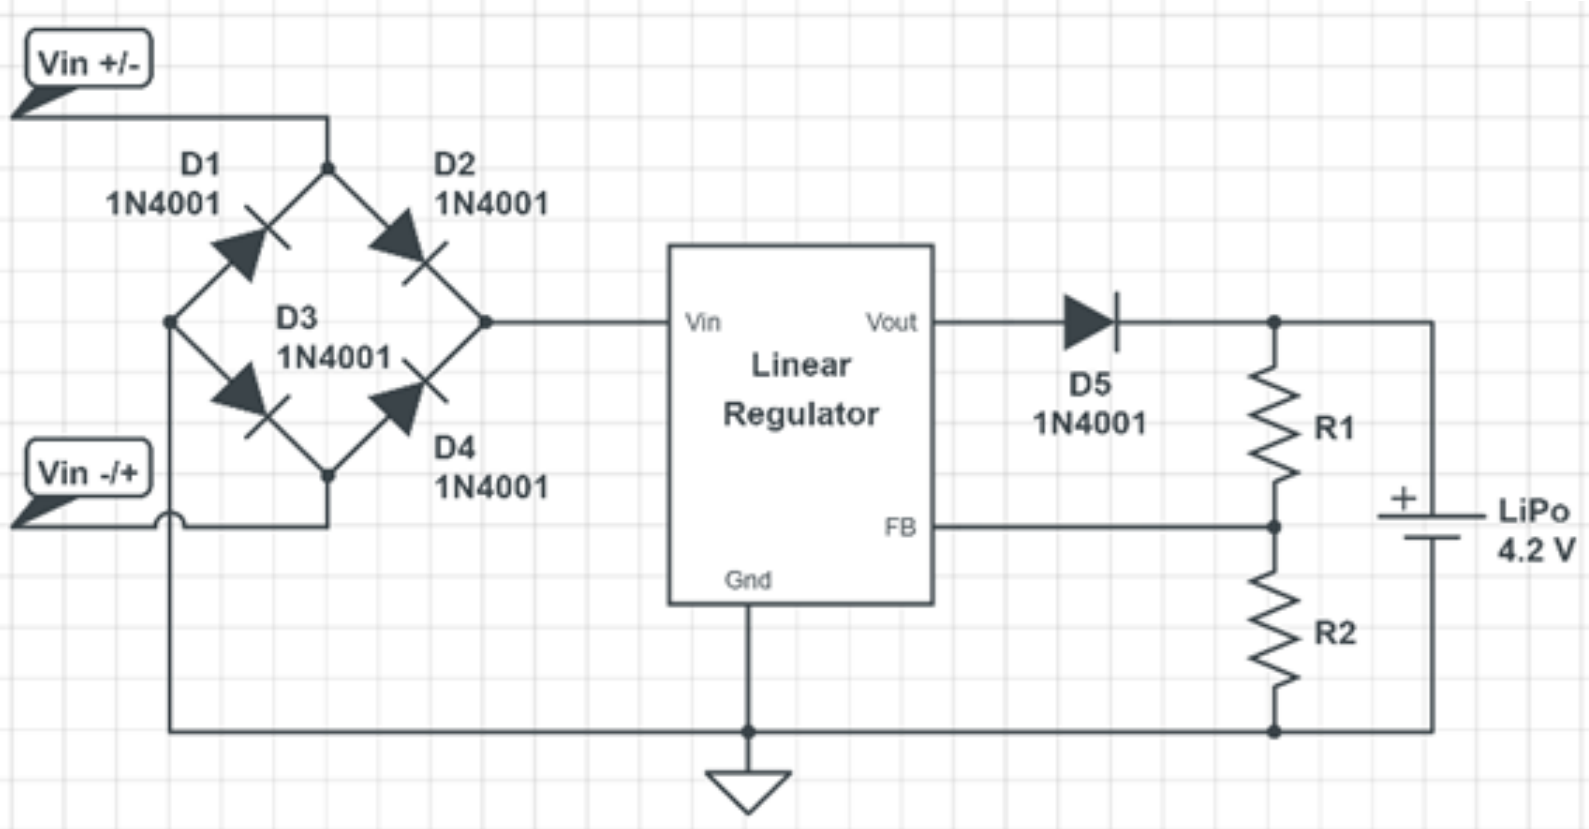 Vin +/-
D1
1N4001
D2
1N4001
D3
1N4001
D4
1N4001
Vin -/+
Vin
Vout
Linear
Regulator
FB
Gnd
D5
1N4001
R1
R2
+
LiPo
4.2 V